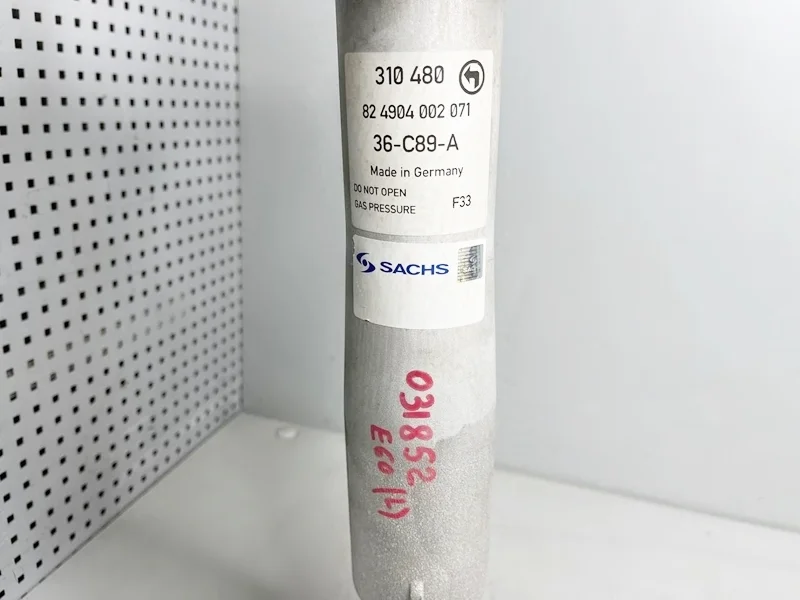 310 480
82 4904 002 071
36-C89-A
Made in Germany
DO NOT OPEN
GAS PRESSURE F33
SACHS
031852
E60 (L)